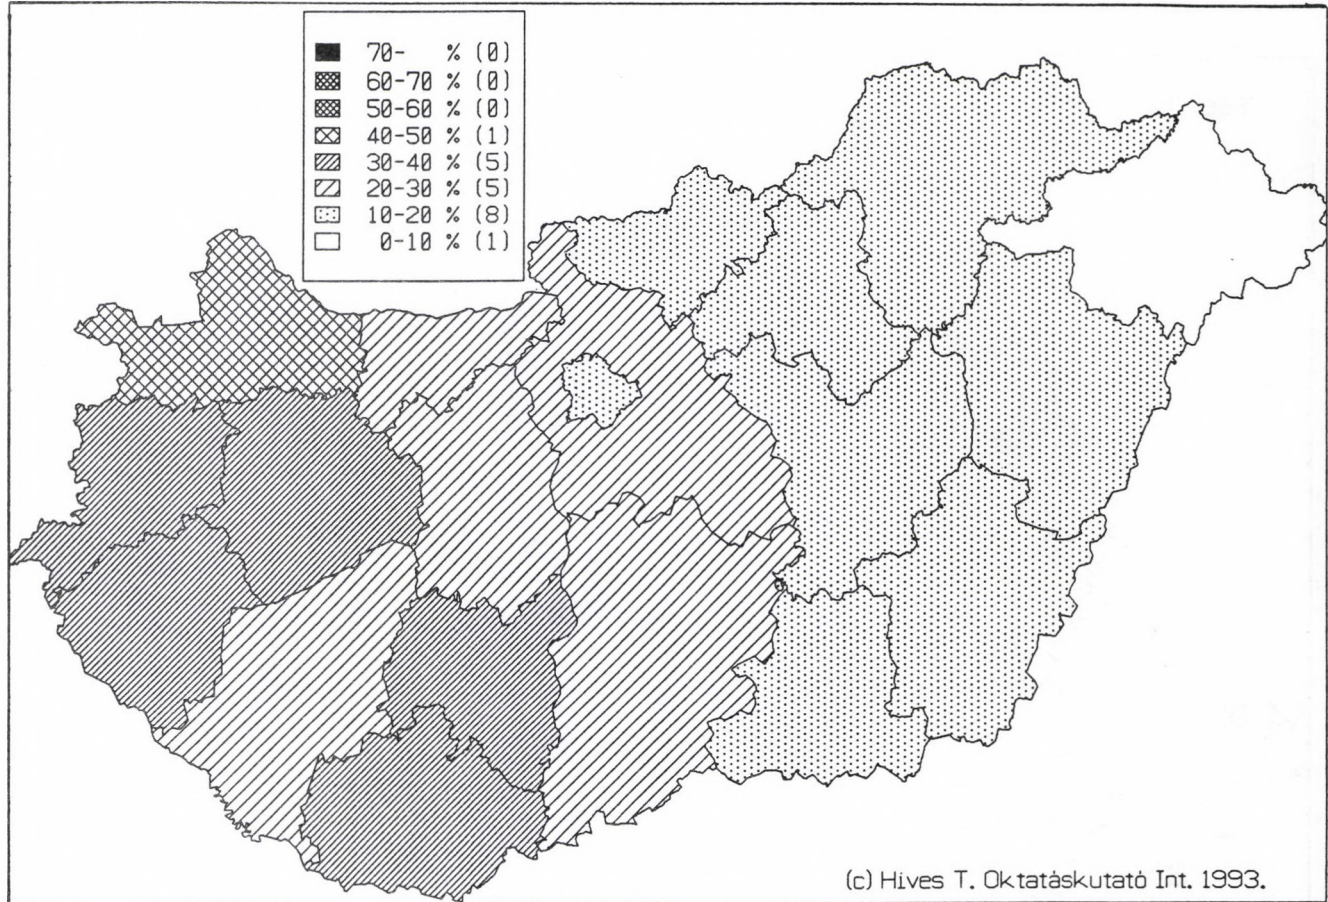 70- % (0)
60-70 % (0)
50-60 % (0)
40-50 % (1)
30-40 % (5)
20-30 % (5)
10-20 % (8)
0-10 % (1)
(c) Híves T. Oktatáskutató Int. 1993.